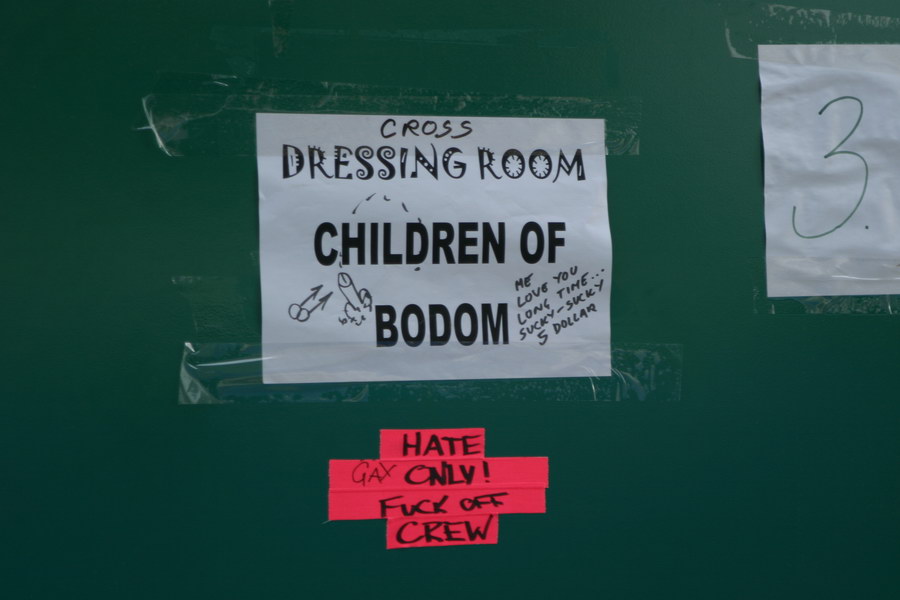 CROSS
DRESSING ROOM
CHILDREN OF
BODOM
ME
LOVE YOU
LONG TIME...
SUCKY-SUCKY
5 DOLLAR
3.
HATE
GAY ONLY!
FUCK OFF
CREW